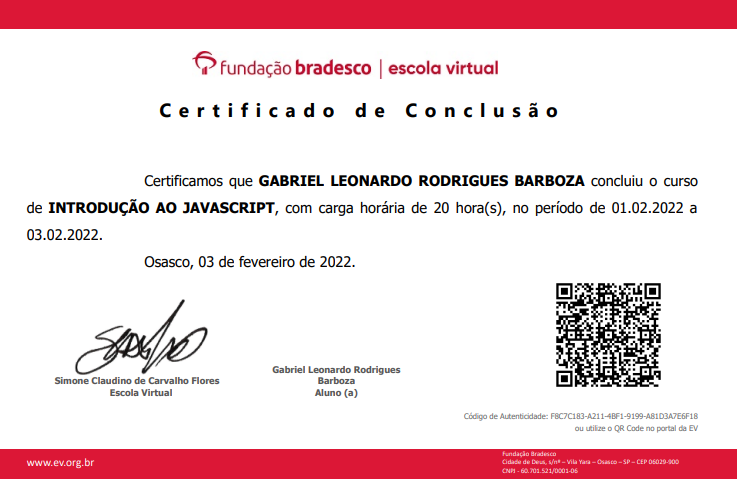 fundação bradesco | escola virtual
Certificado de Conclusão
Certificamos que GABRIEL LEONARDO RODRIGUES BARBOZA concluiu o curso
de INTRODUÇÃO AO JAVASCRIPT, com carga horária de 20 hora(s), no período de 01.02.2022 a
03.02.2022.
Osasco, 03 de fevereiro de 2022.
Simone Claudino de Carvalho Flores
Escola Virtual
Gabriel Leonardo Rodrigues
Barboza
Aluno (a)
Código de Autenticidade: F8C7C183-A211-4BF1-9199-A81D3A7E6F18
ou utilize o QR Code no portal da EV
www.ev.org.br
Fundação Bradesco
Cidade de Deus, s/nº – Vila Yara – Osasco – SP – CEP 06029-900
CNPJ - 60.701.521/0001-06